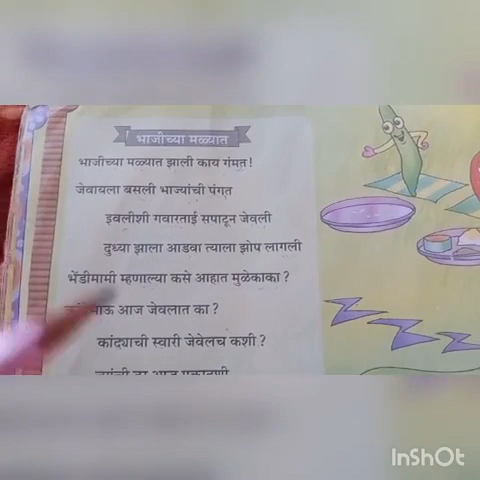 भाजीच्या मळ्यात
भाजीच्या मळ्यात झाली काय गंमत!
जेवायला बसली भाज्यांची पंगत
इवलीशी गवारताई सपाटून जेवली
दुध्या झाला आडवा त्याला झोप लागली
भेंडीमामी म्हणाल्या कसे आहात मुळेकाका?
आज जेवलात का?
कांद्याची स्वारी जेवेलच कशी?
InShOt